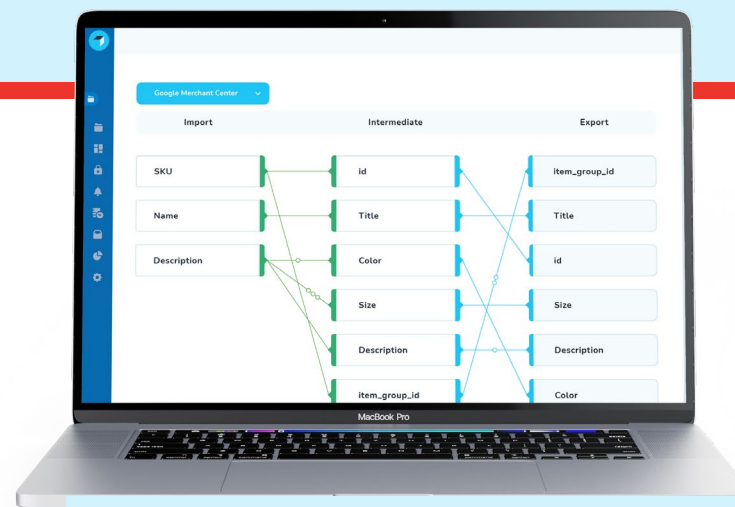 Google Merchant Center
Import Intermediate Export
SKU id item_group_id
Name Title Title
Description Color id
Size Size
Description Description
item_group_id Color
MacBook Pro